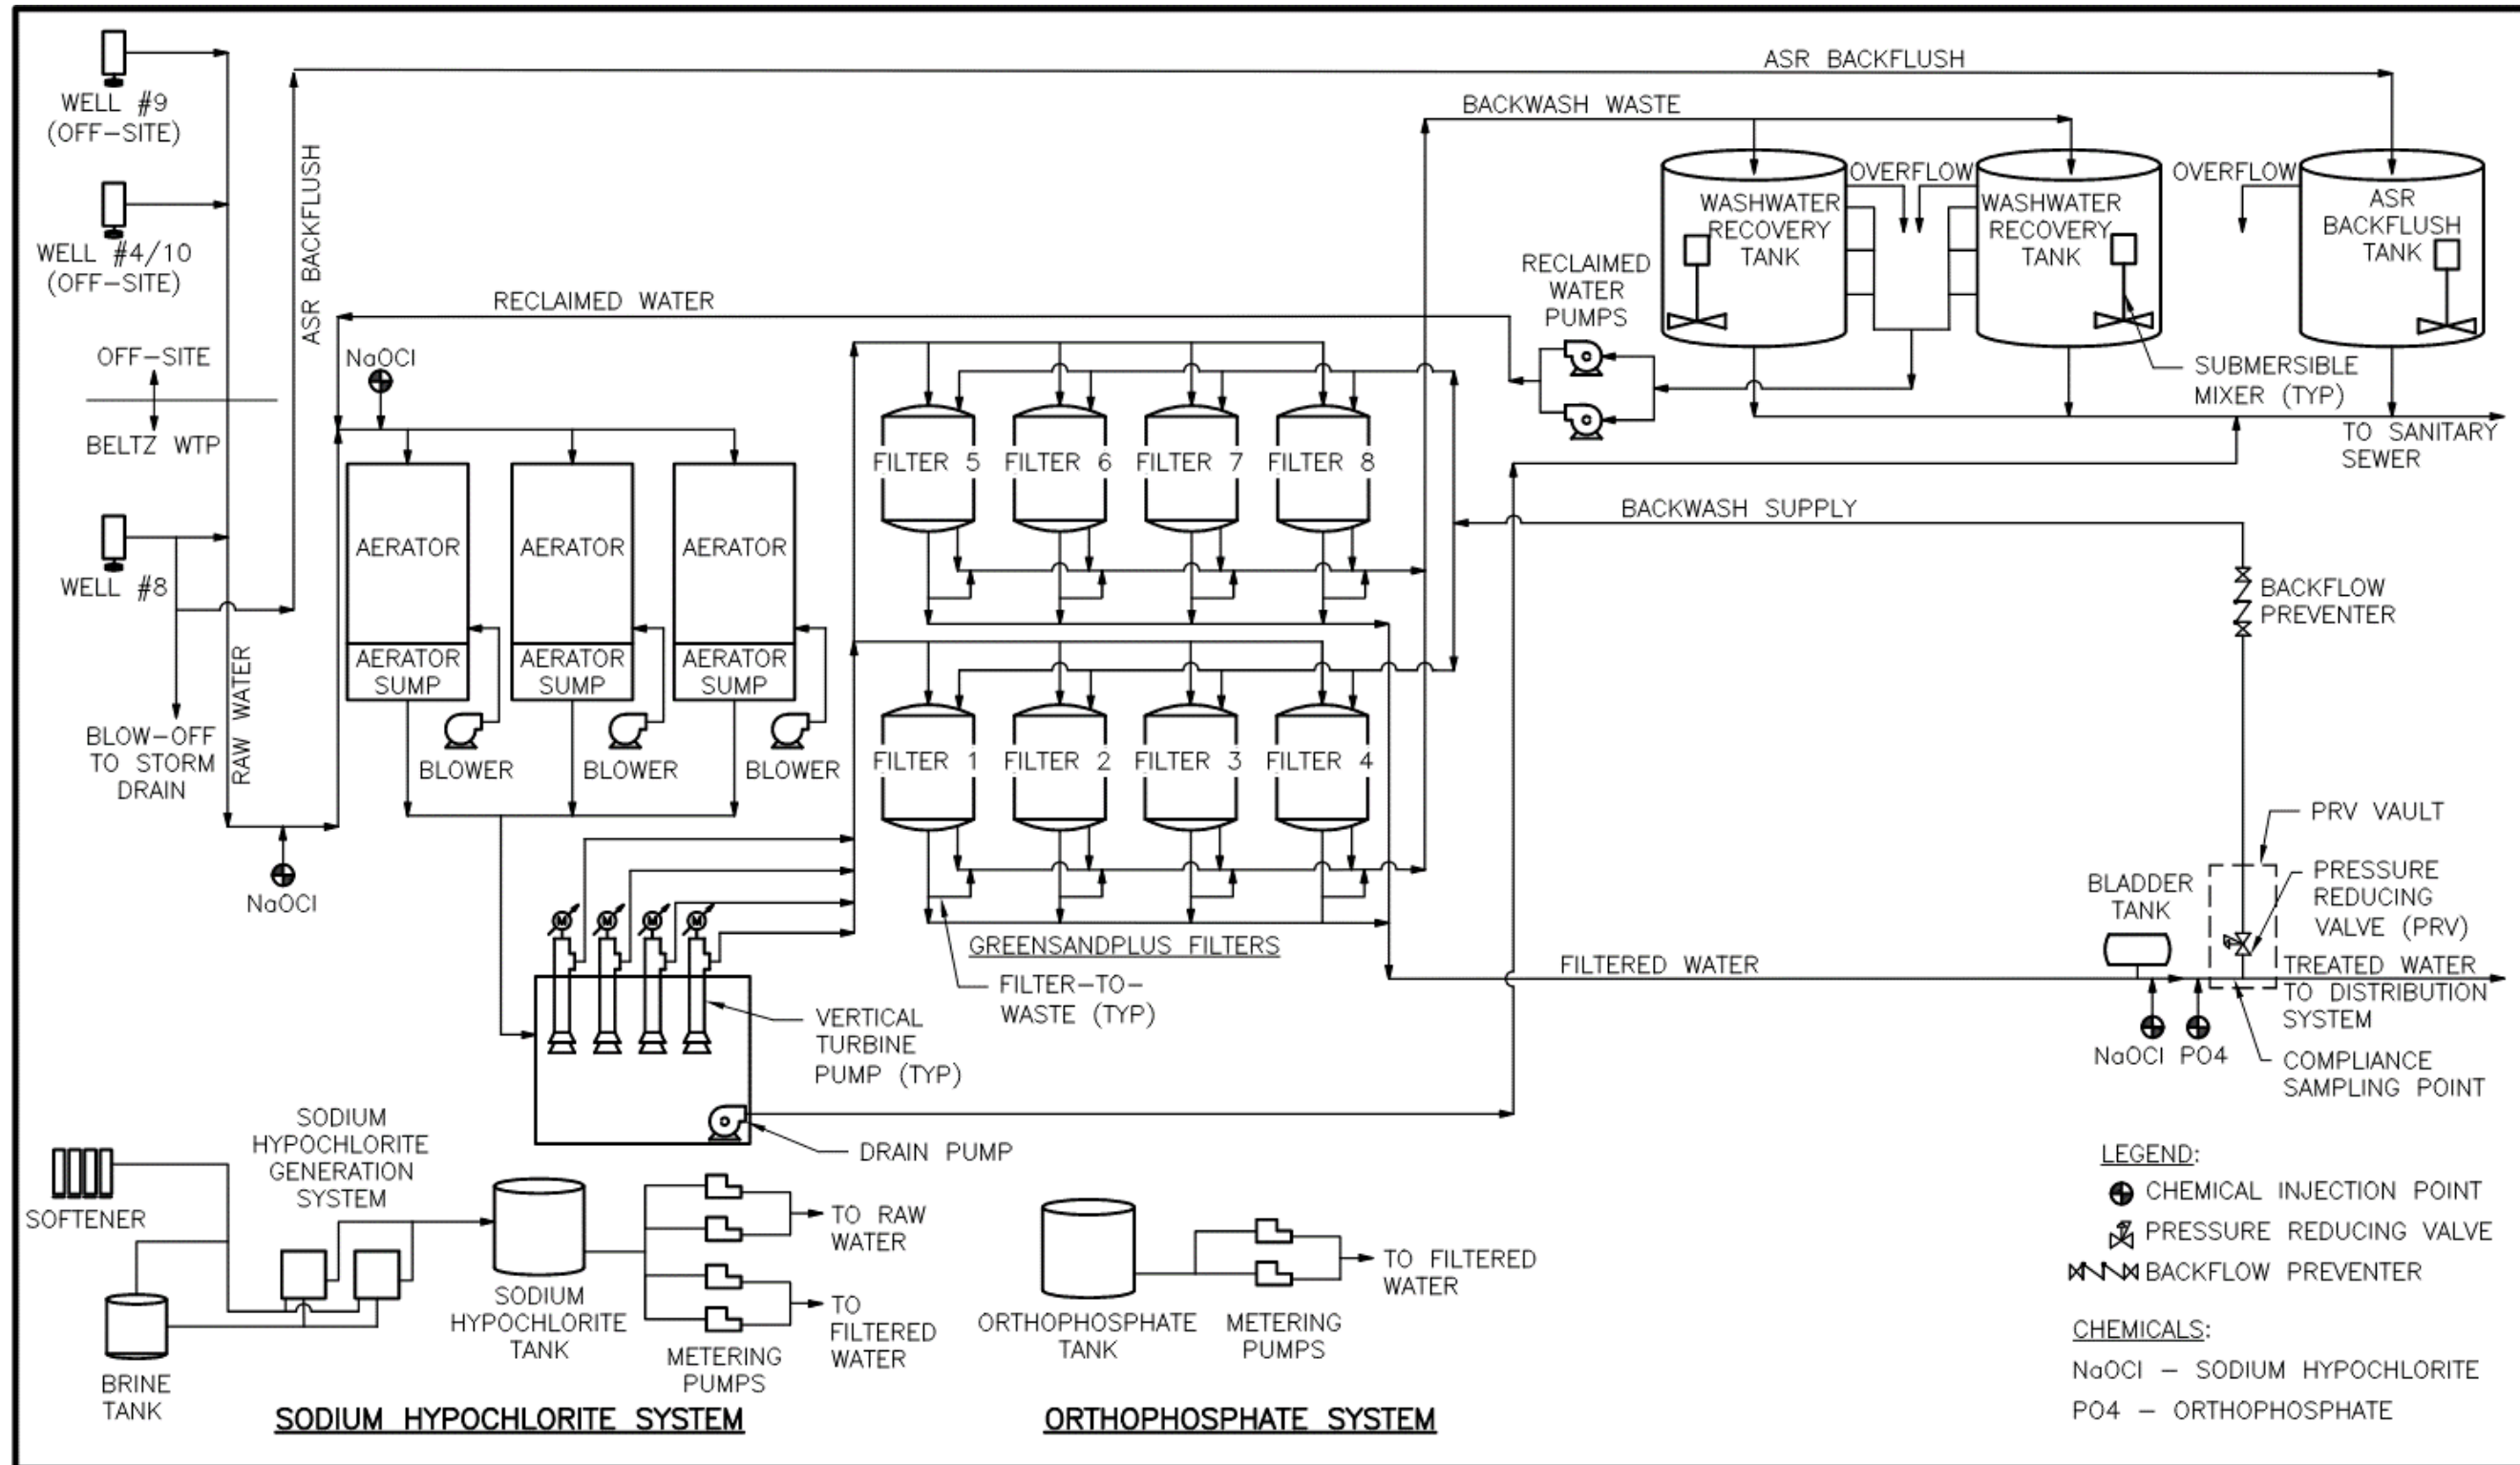 WELL #9
(OFF-SITE)
WELL #4/10
(OFF-SITE)
OFF-SITE
BELTZ WTP
WELL #8
BLOW-OFF
TO STORM
DRAIN
RAW WATER
ASR BACKFLUSH
NaOCl
NaOCl
RECLAIMED WATER
AERATOR
AERATOR
AERATOR
AERATOR
SUMP
AERATOR
SUMP
AERATOR
SUMP
BLOWER
BLOWER
BLOWER
FILTER 5
FILTER 6
FILTER 7
FILTER 8
FILTER 1
FILTER 2
FILTER 3
FILTER 4
GREENSANDPLUS FILTERS
FILTER-TO-
WASTE (TYP)
VERTICAL
TURBINE
PUMP (TYP)
M
M
M
M
DRAIN PUMP
ASR BACKFLUSH
BACKWASH WASTE
OVERFLOW
OVERFLOW
WASHWATER
RECOVERY
TANK
WASHWATER
RECOVERY
TANK
ASR
BACKFLUSH
TANK
RECLAIMED
WATER
PUMPS
SUBMERSIBLE
MIXER (TYP)
TO SANITARY
SEWER
BACKWASH SUPPLY
BACKFLOW
PREVENTER
PRV VAULT
PRESSURE
REDUCING
VALVE (PRV)
BLADDER
TANK
FILTERED WATER
TREATED WATER
TO DISTRIBUTION
SYSTEM
NaOCl
PO4
COMPLIANCE
SAMPLING POINT
SOFTENER
SODIUM
HYPOCHLORITE
GENERATION
SYSTEM
BRINE
TANK
SODIUM
HYPOCHLORITE
TANK
TO RAW
WATER
TO
FILTERED
WATER
METERING
PUMPS
SODIUM HYPOCHLORITE SYSTEM
ORTHOPHOSPHATE
TANK
METERING
PUMPS
TO FILTERED
WATER
ORTHOPHOSPHATE SYSTEM
LEGEND:
CHEMICAL INJECTION POINT
PRESSURE REDUCING VALVE
BACKFLOW PREVENTER
CHEMICALS:
NaOCl - SODIUM HYPOCHLORITE
PO4 - ORTHOPHOSPHATE